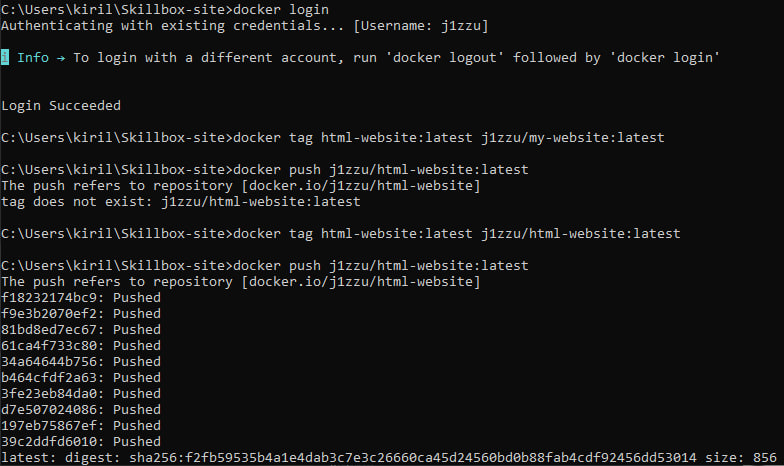 C:\Users\kiril\Skillbox-site>docker login
Authenticating with existing credentials... [Username: j1zzu]
i Info → To login with a different account, run 'docker logout' followed by 'docker login'
Login Succeeded
C:\Users\kiril\Skillbox-site>docker tag html-website:latest j1zzu/my-website:latest
C:\Users\kiril\Skillbox-site>docker push j1zzu/html-website:latest
The push refers to repository [docker.io/j1zzu/html-website]
tag does not exist: j1zzu/html-website:latest
C:\Users\kiril\Skillbox-site>docker tag html-website:latest j1zzu/html-website:latest
C:\Users\kiril\Skillbox-site>docker push j1zzu/html-website:latest
The push refers to repository [docker.io/j1zzu/html-website]
f18232174bc9: Pushed
f9e3b2070ef2: Pushed
81bd8ed7ec67: Pushed
61ca4f733c80: Pushed
34a64644b756: Pushed
b464cfdf2a63: Pushed
3fe23eb84da0: Pushed
d7e507024086: Pushed
197eb75867ef: Pushed
39c2ddfd6010: Pushed
latest: digest: sha256:f2fb59535b4a1e4dab3c7e3c26660ca45d24560bd0b88fab4cdf92456dd53014 size: 856